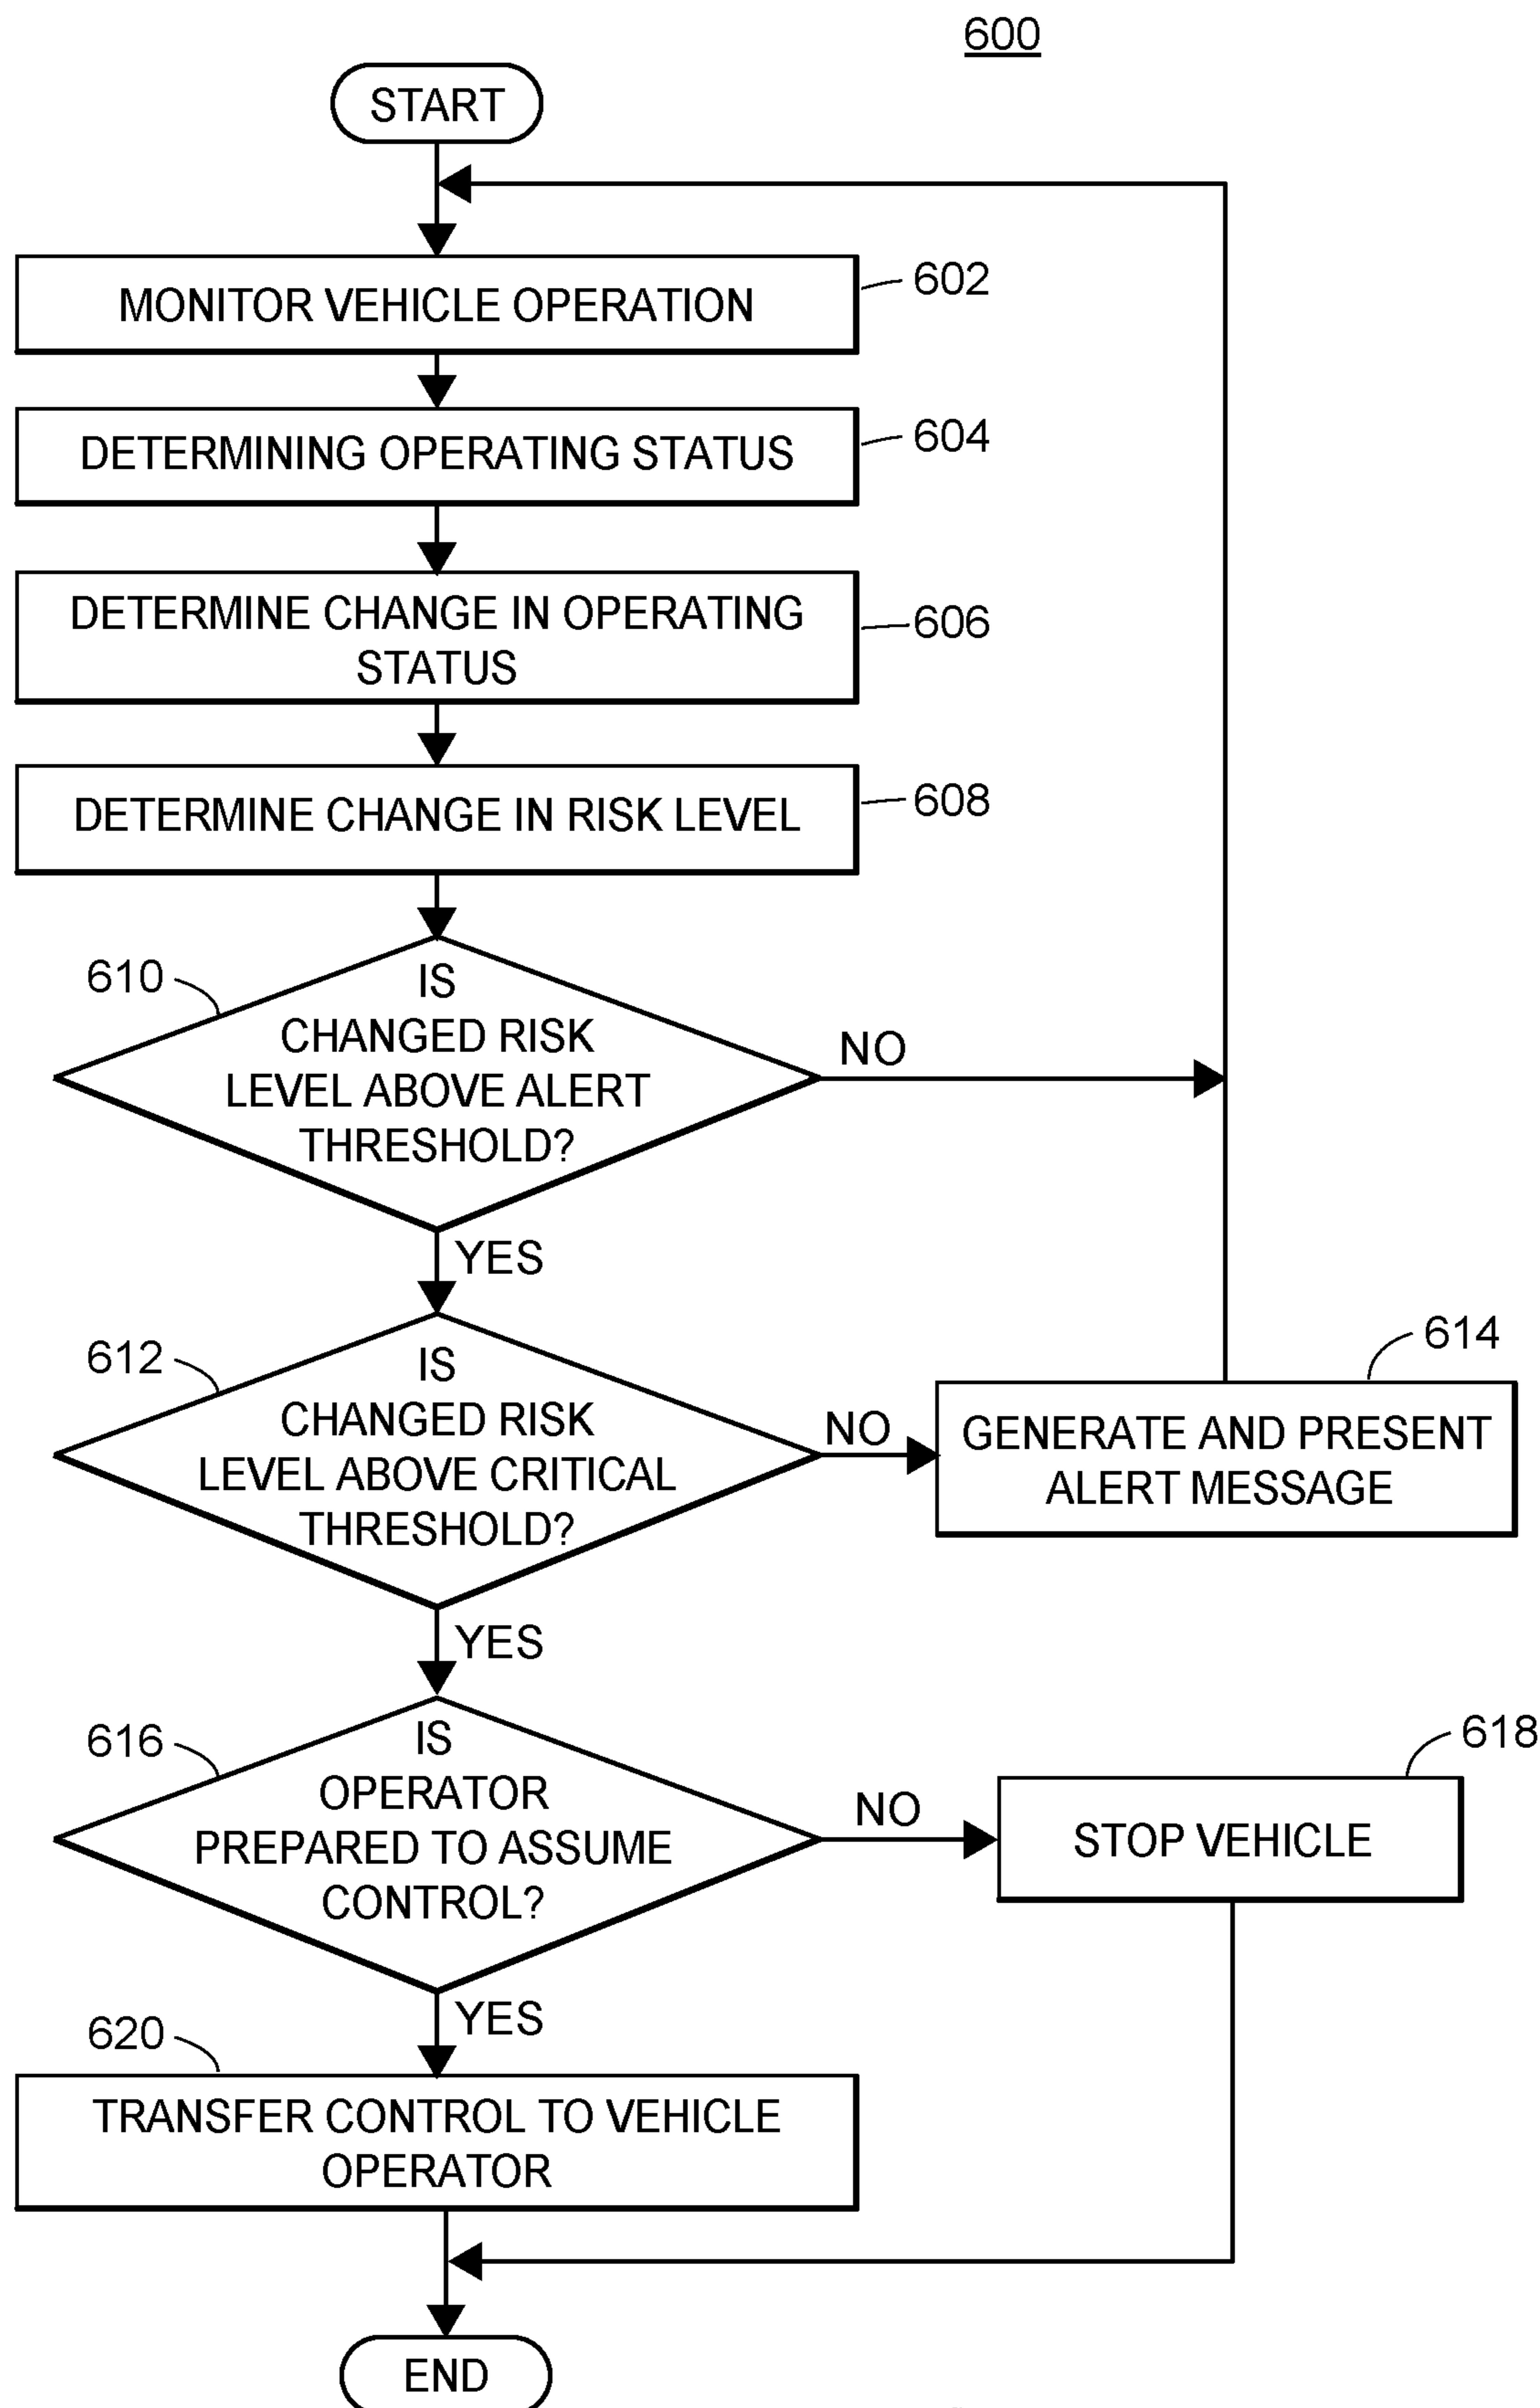 600
START
MONITOR VEHICLE OPERATION
602
DETERMINING OPERATING STATUS
604
DETERMINE CHANGE IN OPERATING
STATUS
606
DETERMINE CHANGE IN RISK LEVEL
608
610
IS
CHANGED RISK
LEVEL ABOVE ALERT
THRESHOLD?
NO
YES
612
IS
CHANGED RISK
LEVEL ABOVE CRITICAL
THRESHOLD?
NO
614
GENERATE AND PRESENT
ALERT MESSAGE
YES
616
IS
OPERATOR
PREPARED TO ASSUME
CONTROL?
NO
618
STOP VEHICLE
YES
620
TRANSFER CONTROL TO VEHICLE
OPERATOR
END